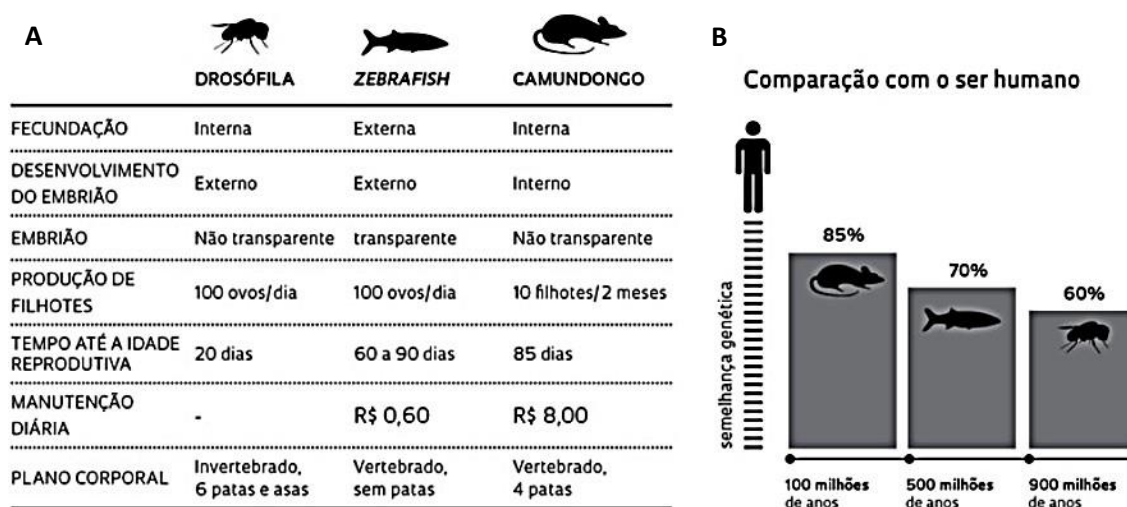 A
DROSÓFILA ZEBRAFISH CAMUNDONGO
FECUNDAÇÃO Interna Externa Interna
DESENVOLVIMENTO
DO EMBRIÃO Externo Externo Interno
EMBRIÃO Não transparente transparente Não transparente
PRODUÇÃO DE
FILHOTES 100 ovos/dia 100 ovos/dia 10 filhotes/2 meses
TEMPO ATÉ A IDADE
REPRODUTIVA 20 dias 60 a 90 dias 85 dias
MANUTENÇÃO
DIÁRIA - R$ 0,60 R$ 8,00
PLANO CORPORAL Invertebrado, Vertebrado, Vertebrado,
6 patas e asas sem patas 4 patas
B
Comparação com o ser humano
semelhança genética
85%
70%
60%
100 milhões 500 milhões 900 milhões
de anos de anos de anos